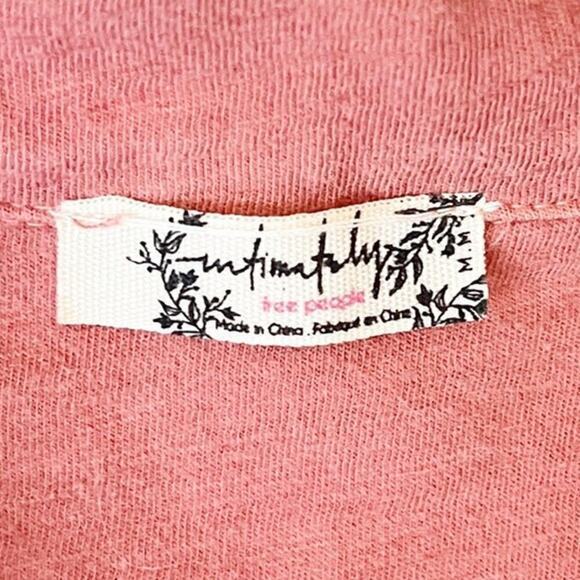 intimately
free people
Made in China . Fabriqué en Chine
M M